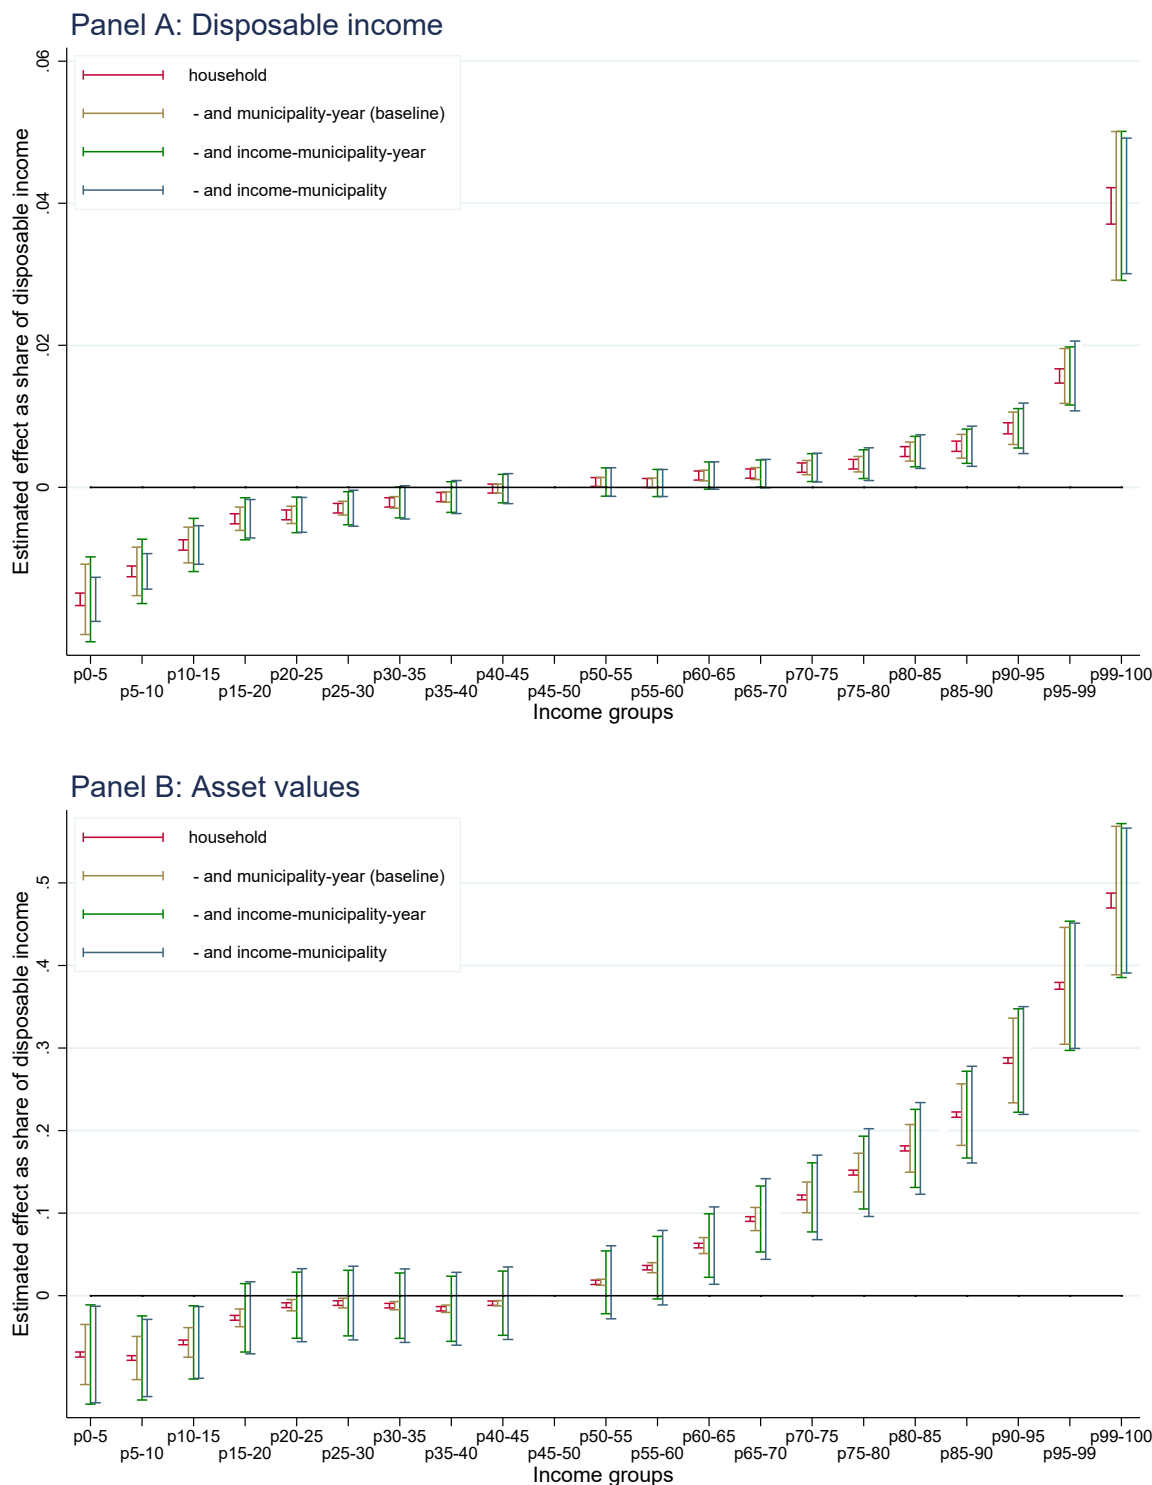 Panel A: Disposable income
Estimated effect as share of disposable income
.06
.04
.02
0
household
- and municipality-year (baseline)
- and income-municipality-year
- and income-municipality
p0-5 p10-15 p20-25 p30-35 p40-45 p50-55 p60-65 p70-75 p80-85 p90-95 p99-100
p5-10 p15-20 p25-30 p35-40 p45-50 p55-60 p65-70 p75-80 p85-90 p95-99
Income groups
Panel B: Asset values
Estimated effect as share of disposable income
.5
.4
.3
.2
.1
0
household
- and municipality-year (baseline)
- and income-municipality-year
- and income-municipality
p0-5 p10-15 p20-25 p30-35 p40-45 p50-55 p60-65 p70-75 p80-85 p90-95 p99-100
p5-10 p15-20 p25-30 p35-40 p45-50 p55-60 p65-70 p75-80 p85-90 p95-99
Income groups